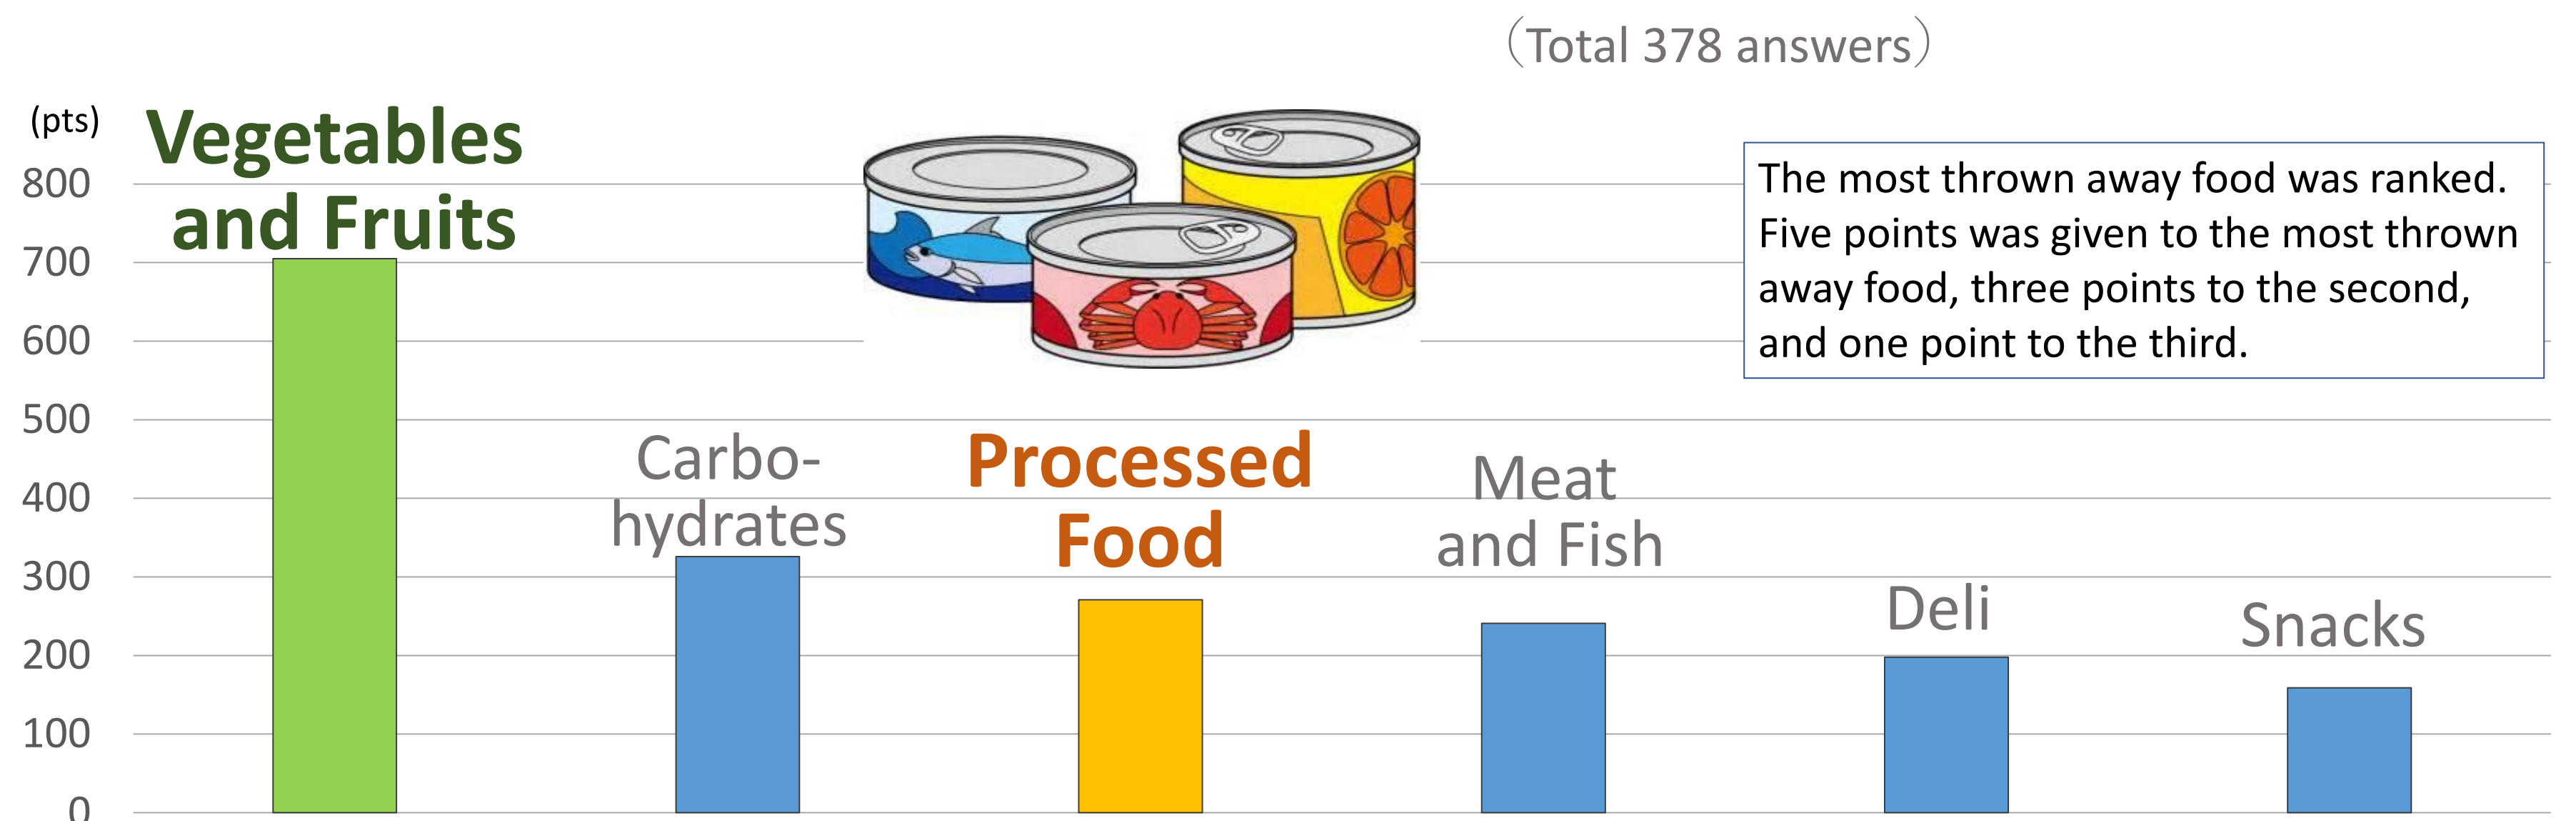 （Total 378 answers）
(pts)
Vegetables
and Fruits
800
700
600
500
400
300
200
100
0
The most thrown away food was ranked.
Five points was given to the most thrown
away food, three points to the second,
and one point to the third.
Carbo-
hydrates
Processed
Food
Meat
and Fish
Deli
Snacks